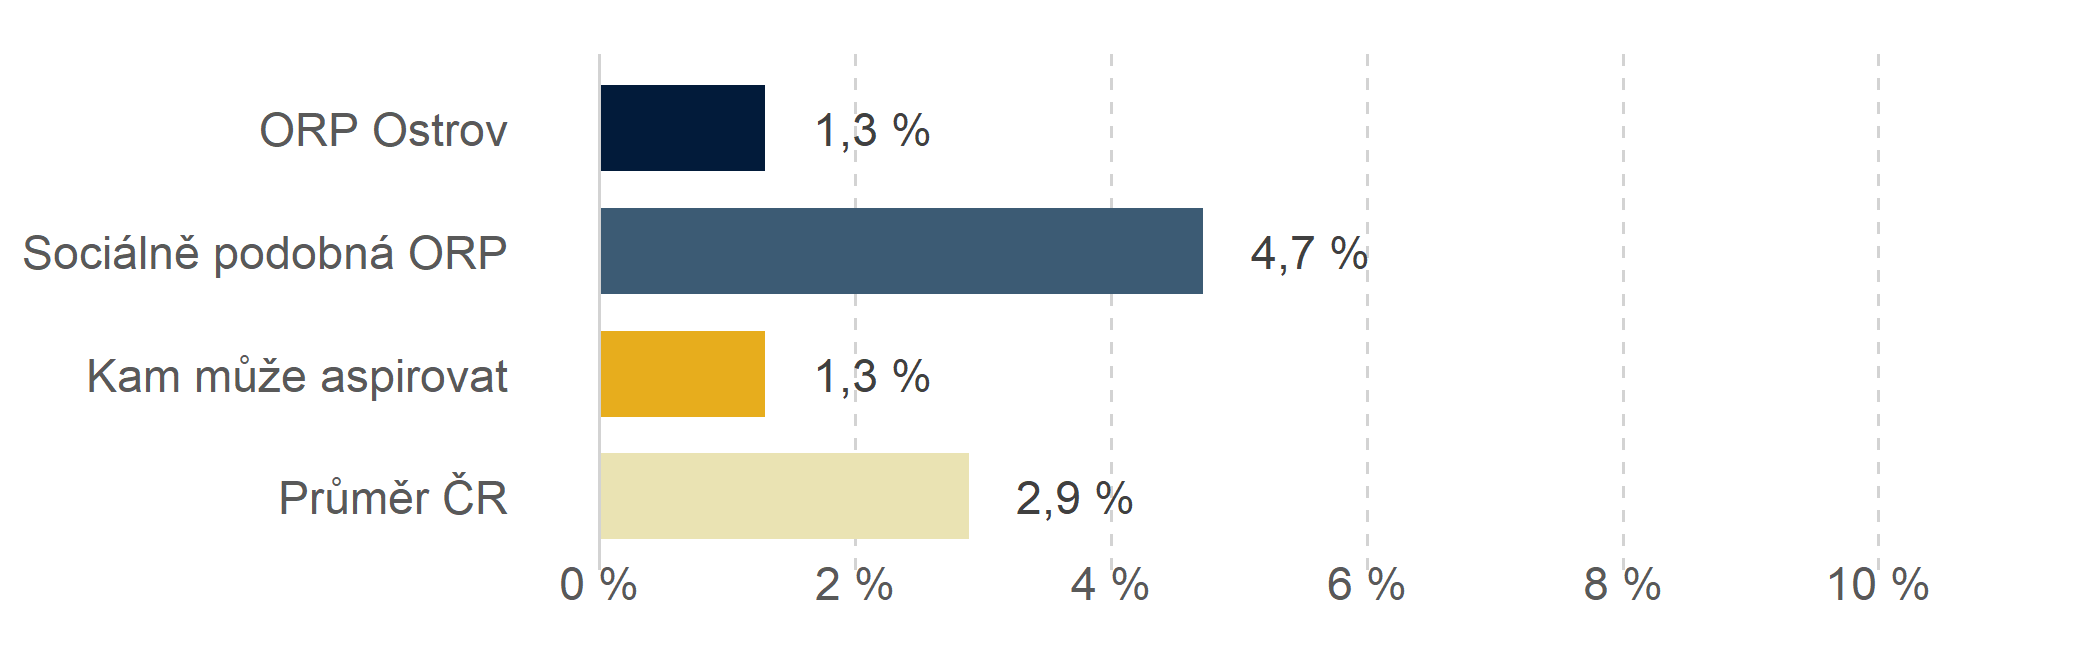 ORP Ostrov
1,3 %
Sociálně podobná ORP
4,7 %
Kam může aspirovat
1,3 %
Průměr ČR
2,9 %
0 %
2 %
4 %
6 %
8 %
10 %